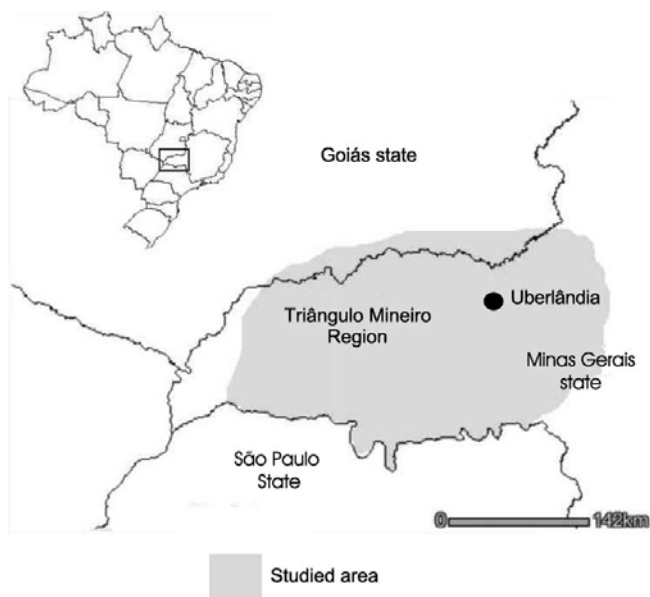 Goiás state
Uberlândia
Triângulo Mineiro
Region
Minas Gerais
state
São Paulo
State
0 142km
Studied area